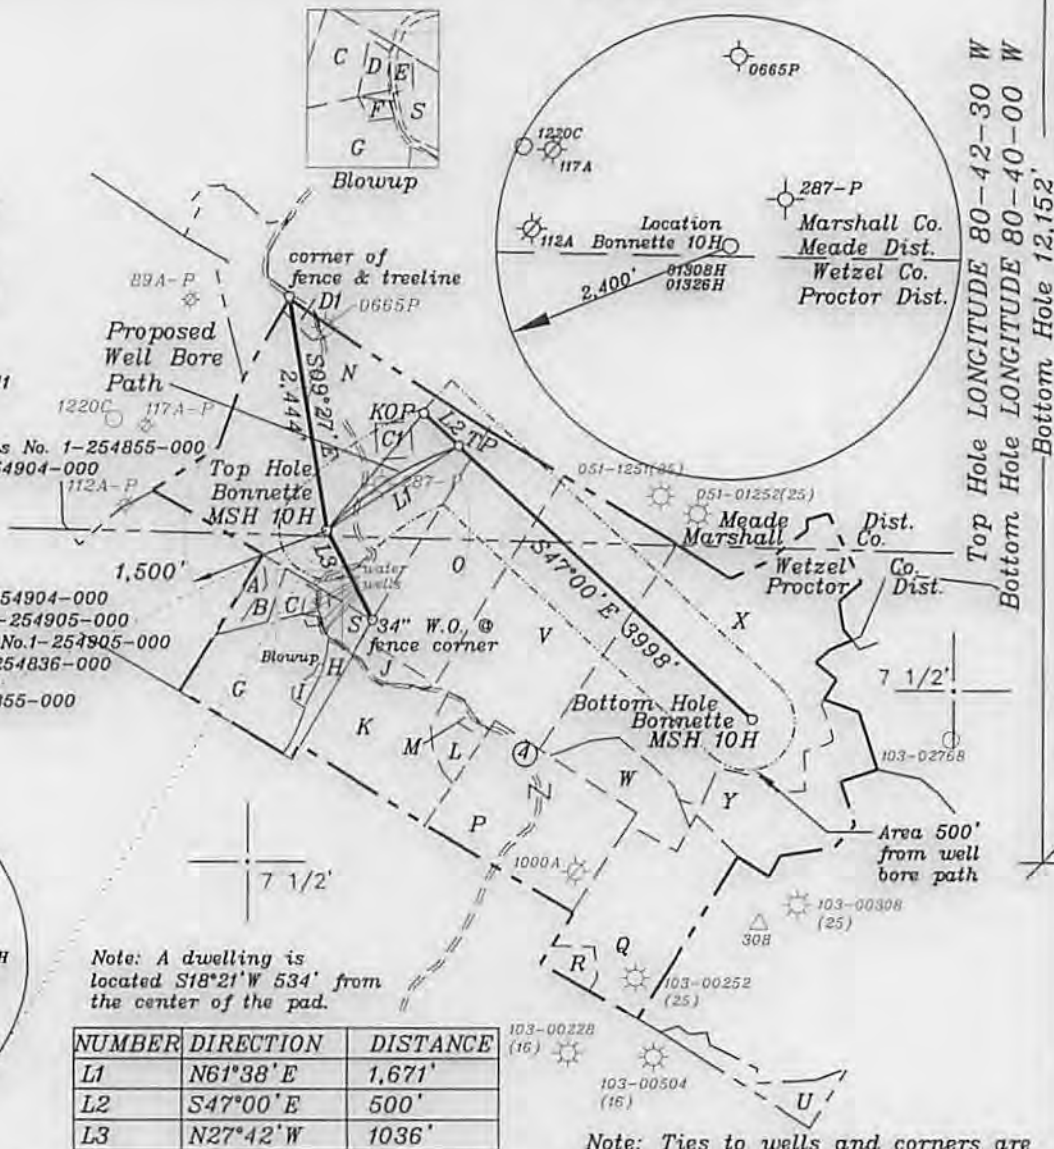 C
D
E
F
S
G
Blowup
0665P
1220C
117A
287-P
112A
Location
Bonnette 10H
01308H
01326H
2,400'
Marshall Co.
Meade Dist.
Wetzel Co.
Proctor Dist.
Top Hole LONGITUDE 80-42-30 W
Bottom Hole LONGITUDE 80-40-00 W
Bottom Hole 12,152'
corner of
fence & treeline
89A-P
D1
0665P
Proposed
Well Bore
Path
N
S09°27'E
2,444'
KOP
L2
TP
C1
1220C
117A-P
s No. 1-254855-000
4904-000
112A-P
Top Hole
Bonnette
MSH 10H
L1
87-P
051-1251(25)
051-01252(25)
Meade Dist.
Marshall Co.
Wetzel Co.
Proctor Dist.
1,500'
L3
water
wells
O
S47°00'E (3998'
X
V
54904-000
-254905-000
No.1-254905-000
254836-000
855-000
A
B
C
S
34" W.O. @
fence corner
Blowup
G
H
I
J
K
M
L
P
4
Bottom Hole
Bonnette
MSH 10H
7 1/2'
103-02768
W
Y
Area 500'
from well
bore path
7 1/2'
1000A
103-00308
(25)
308
Q
R
103-00252
(25)
H
Note: A dwelling is
located S18°21'W 534' from
the center of the pad.
103-00228
(16)
103-00504
(16)
U
NUMBER DIRECTION DISTANCE
L1 N61°38'E 1,671'
L2 S47°00'E 500'
L3 N27°42'W 1036'
Note: Ties to wells and corners are